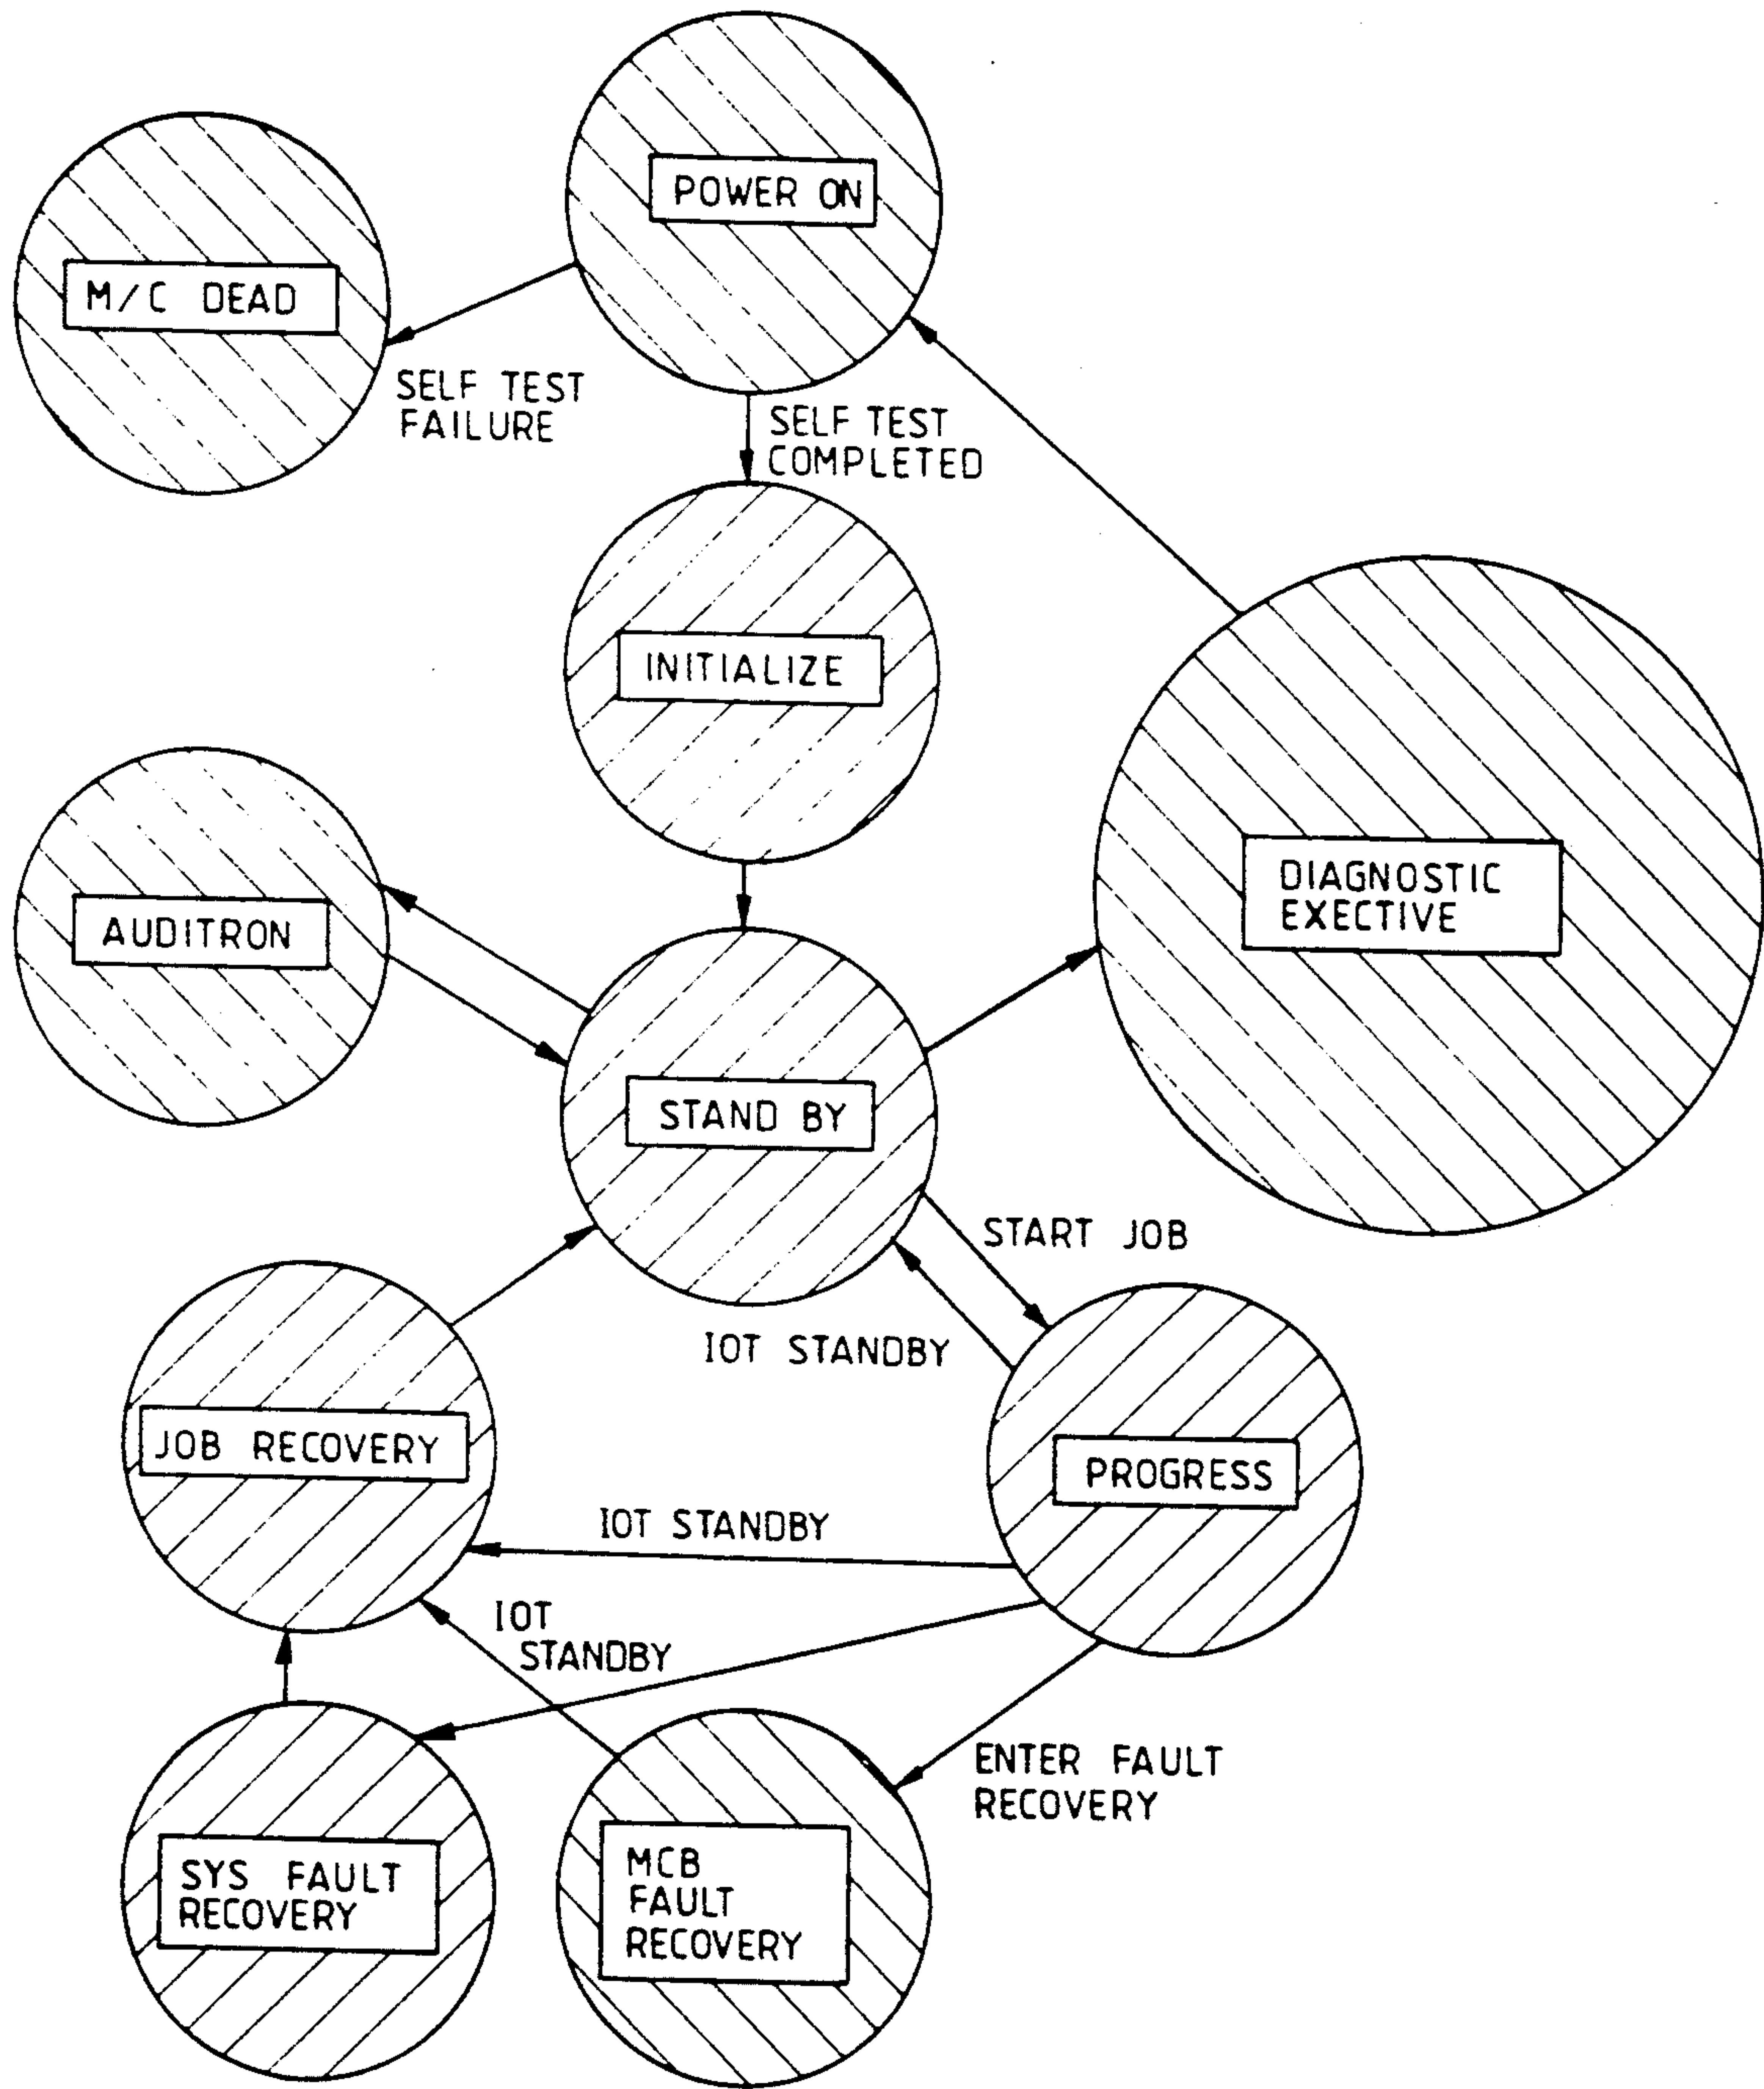 POWER ON
M/C DEAD
SELF TEST
FAILURE
SELF TEST
COMPLETED
INITIALIZE
DIAGNOSTIC
EXECTIVE
AUDITRON
STAND BY
START JOB
IOT STANDBY
JOB RECOVERY
PROGRESS
IOT STANDBY
IOT
STANDBY
ENTER FAULT
RECOVERY
SYS FAULT
RECOVERY
MCB
FAULT
RECOVERY